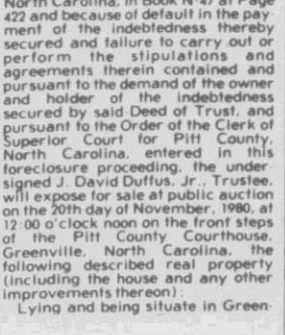 North Carolina, in Book N-47 at Page
422 and because of default in the pay-
ment of the indebtedness thereby
secured and failure to carry out or
perform the stipulations and
agreements therein contained and
pursuant to the demand of the owner
and holder of the indebtedness
secured by said Deed of Trust, and
pursuant to the Order of the Clerk of
Superior Court for Pitt County,
North Carolina, entered in this
foreclosure proceeding, the under-
signed J. David Duffus, Jr., Trustee,
will expose for sale at public auction
on the 20th day of November, 1980, at
12:00 o'clock noon on the front steps
of the Pitt County Courthouse,
Greenville, North Carolina, the
following described real property
(including the house and any other
improvements thereon):
Lying and being situate in Green-